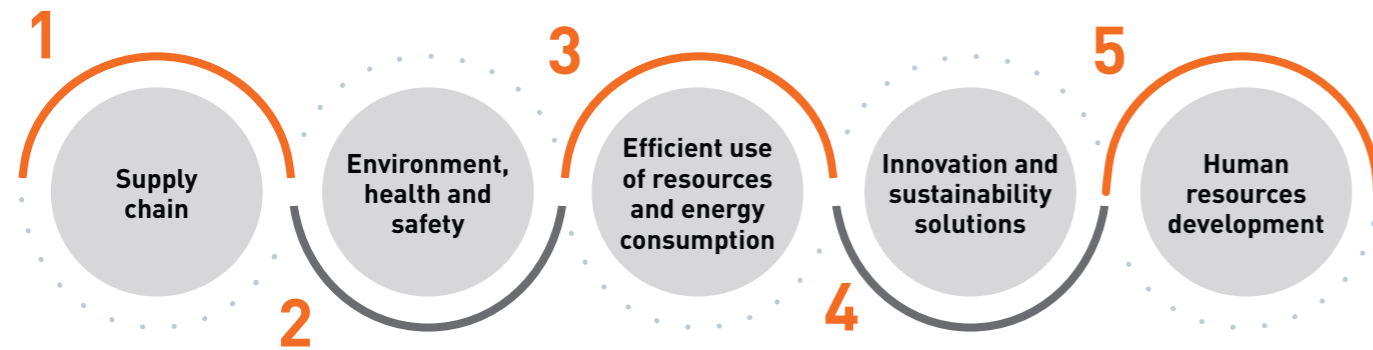 1
Supply
chain
2
Environment,
health and
safety
3
Efficient use
of resources
and energy
consumption
4
Innovation and
sustainability
solutions
5
Human
resources
development